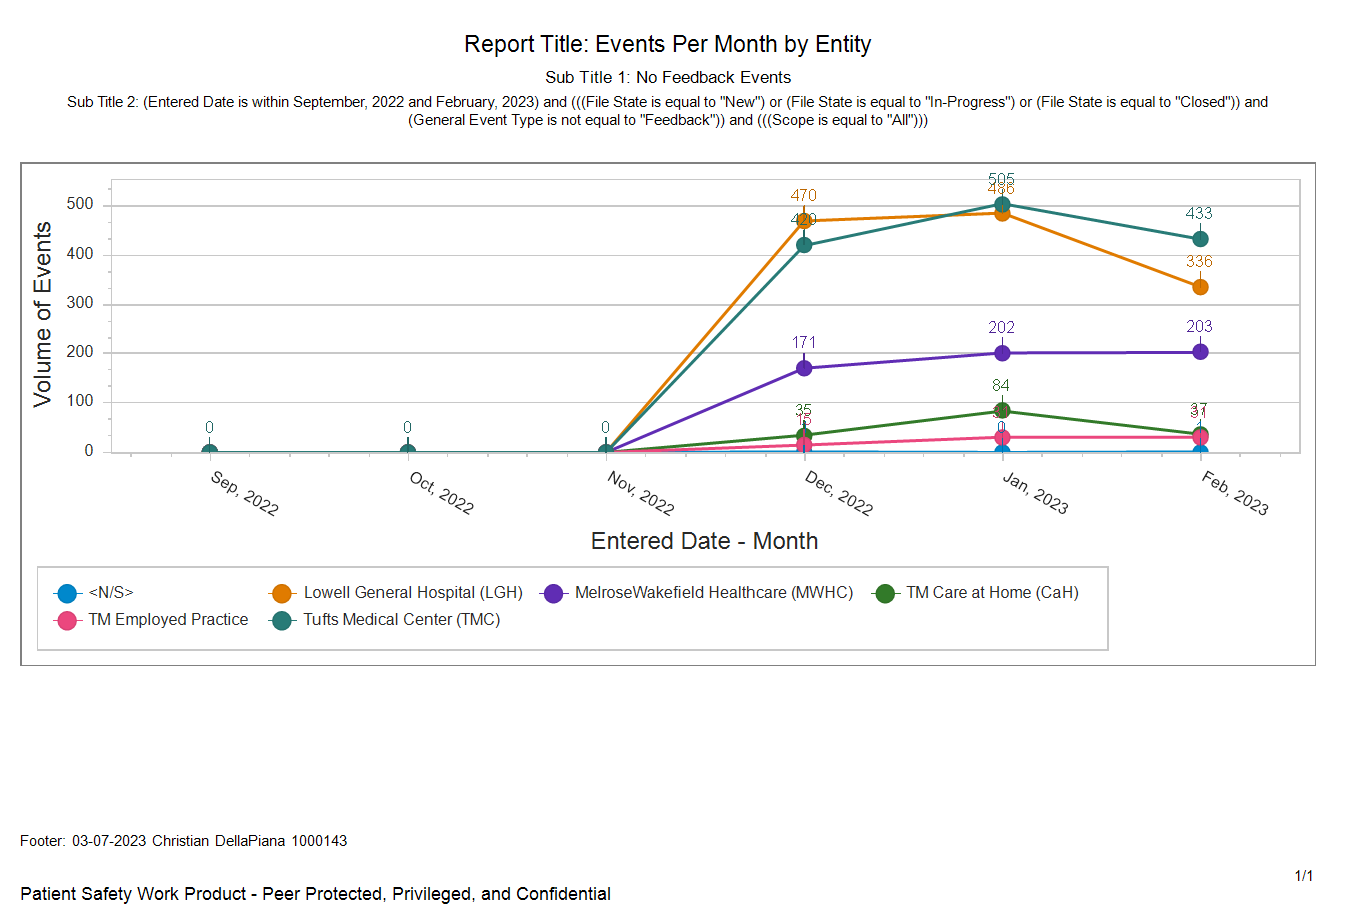 Report Title: Events Per Month by Entity
Sub Title 1: No Feedback Events
Sub Title 2: (Entered Date is within September, 2022 and February, 2023) and (((File State is equal to "New") or (File State is equal to "In-Progress") or (File State is equal to "Closed")) and
(General Event Type is not equal to "Feedback")) and (((Scope is equal to "All")))
Volume of Events
500
400
300
200
100
0
0
0
0
470
420
171
35
15
505
486
202
84
0
433
336
203
37
31
Sep, 2022
Oct, 2022
Nov, 2022
Dec, 2022
Jan, 2023
Feb, 2023
Entered Date - Month
<N/S>
Lowell General Hospital (LGH)
MelroseWakefield Healthcare (MWHC)
TM Care at Home (CaH)
TM Employed Practice
Tufts Medical Center (TMC)
Footer: 03-07-2023 Christian DellaPiana 1000143
1/1
Patient Safety Work Product - Peer Protected, Privileged, and Confidential